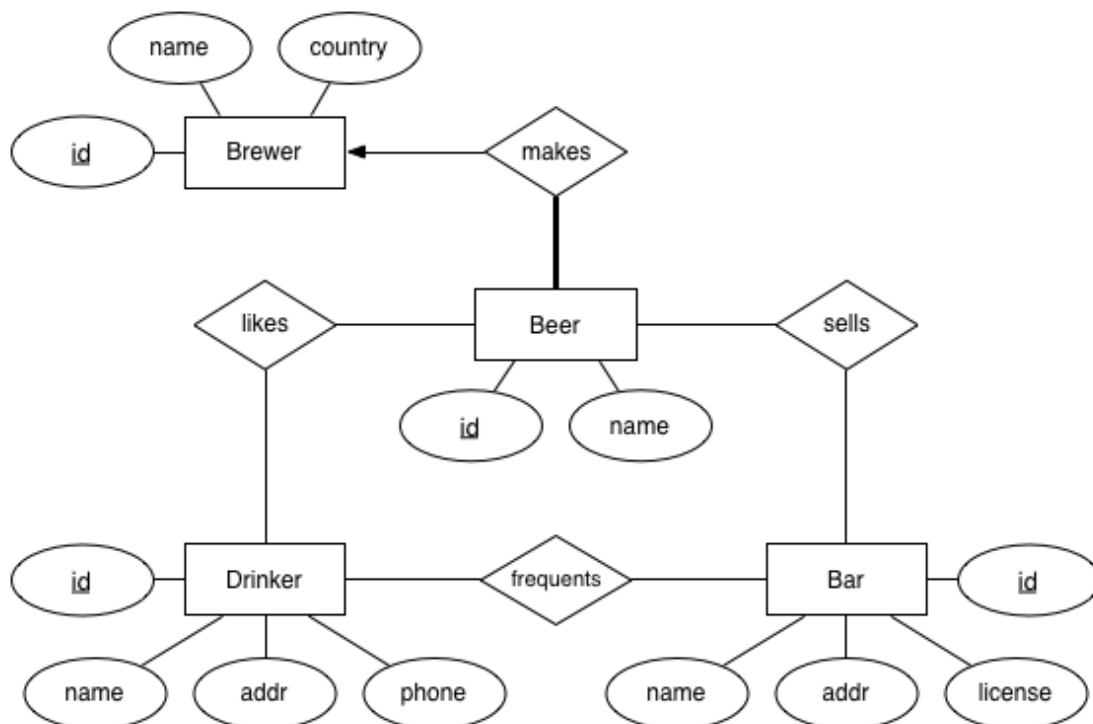 name
country
id
Brewer
makes
likes
Beer
sells
id
name
id
Drinker
frequents
Bar
id
name
addr
phone
name
addr
license